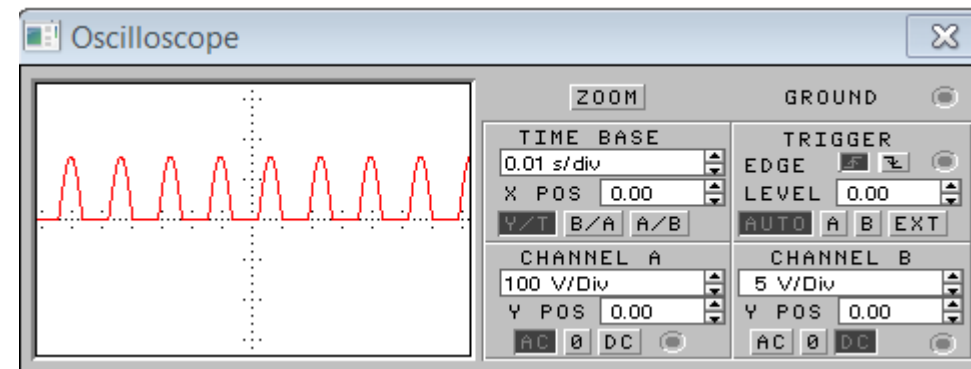 Oscilloscope
ZOOM GROUND
TIME BASE
0.01 s/div
X POS 0.00
Y/T B/A A/B
TRIGGER
EDGE
LEVEL 0.00
AUTO A B EXT
CHANNEL A
100 V/Div
Y POS 0.00
AC 0 DC
CHANNEL B
5 V/Div
Y POS 0.00
AC 0 DC